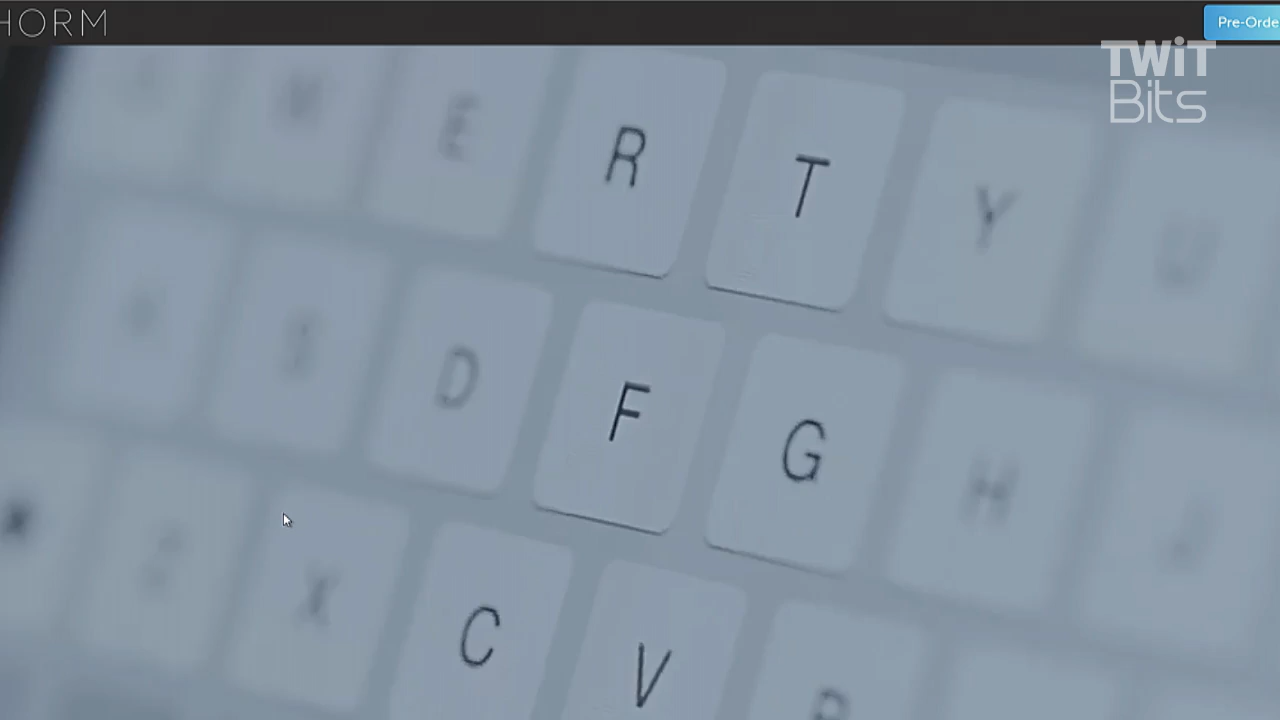 HORM
Pre-Orde
TWiT
Bits
W E R T Y U
S D F G H J
Z X C V B